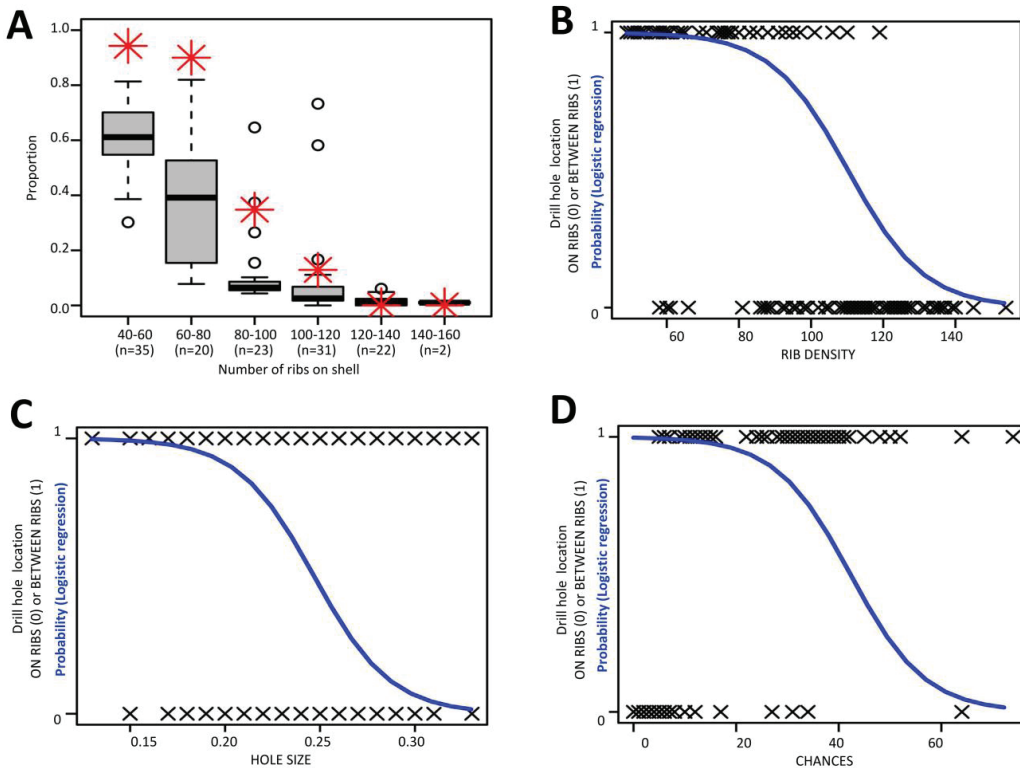 A
Proportion
1.0
0.8
0.6
0.4
0.2
0.0
40-60 60-80 80-100 100-120 120-140 140-160
(n=35) (n=20) (n=23) (n=31) (n=22) (n=2)
Number of ribs on shell
B
Drill hole location
ON RIBS (0) or BETWEEN RIBS (1)
Probability (Logistic regression)
1
0
60 80 100 120 140
RIB DENSITY
C
Drill hole location
ON RIBS (0) or BETWEEN RIBS (1)
Probability (Logistic regression)
1
0
0.15 0.20 0.25 0.30
HOLE SIZE
D
Drill hole location
ON RIBS (0) or BETWEEN RIBS (1)
Probability (Logistic regression)
1
0
0 20 40 60
CHANCES